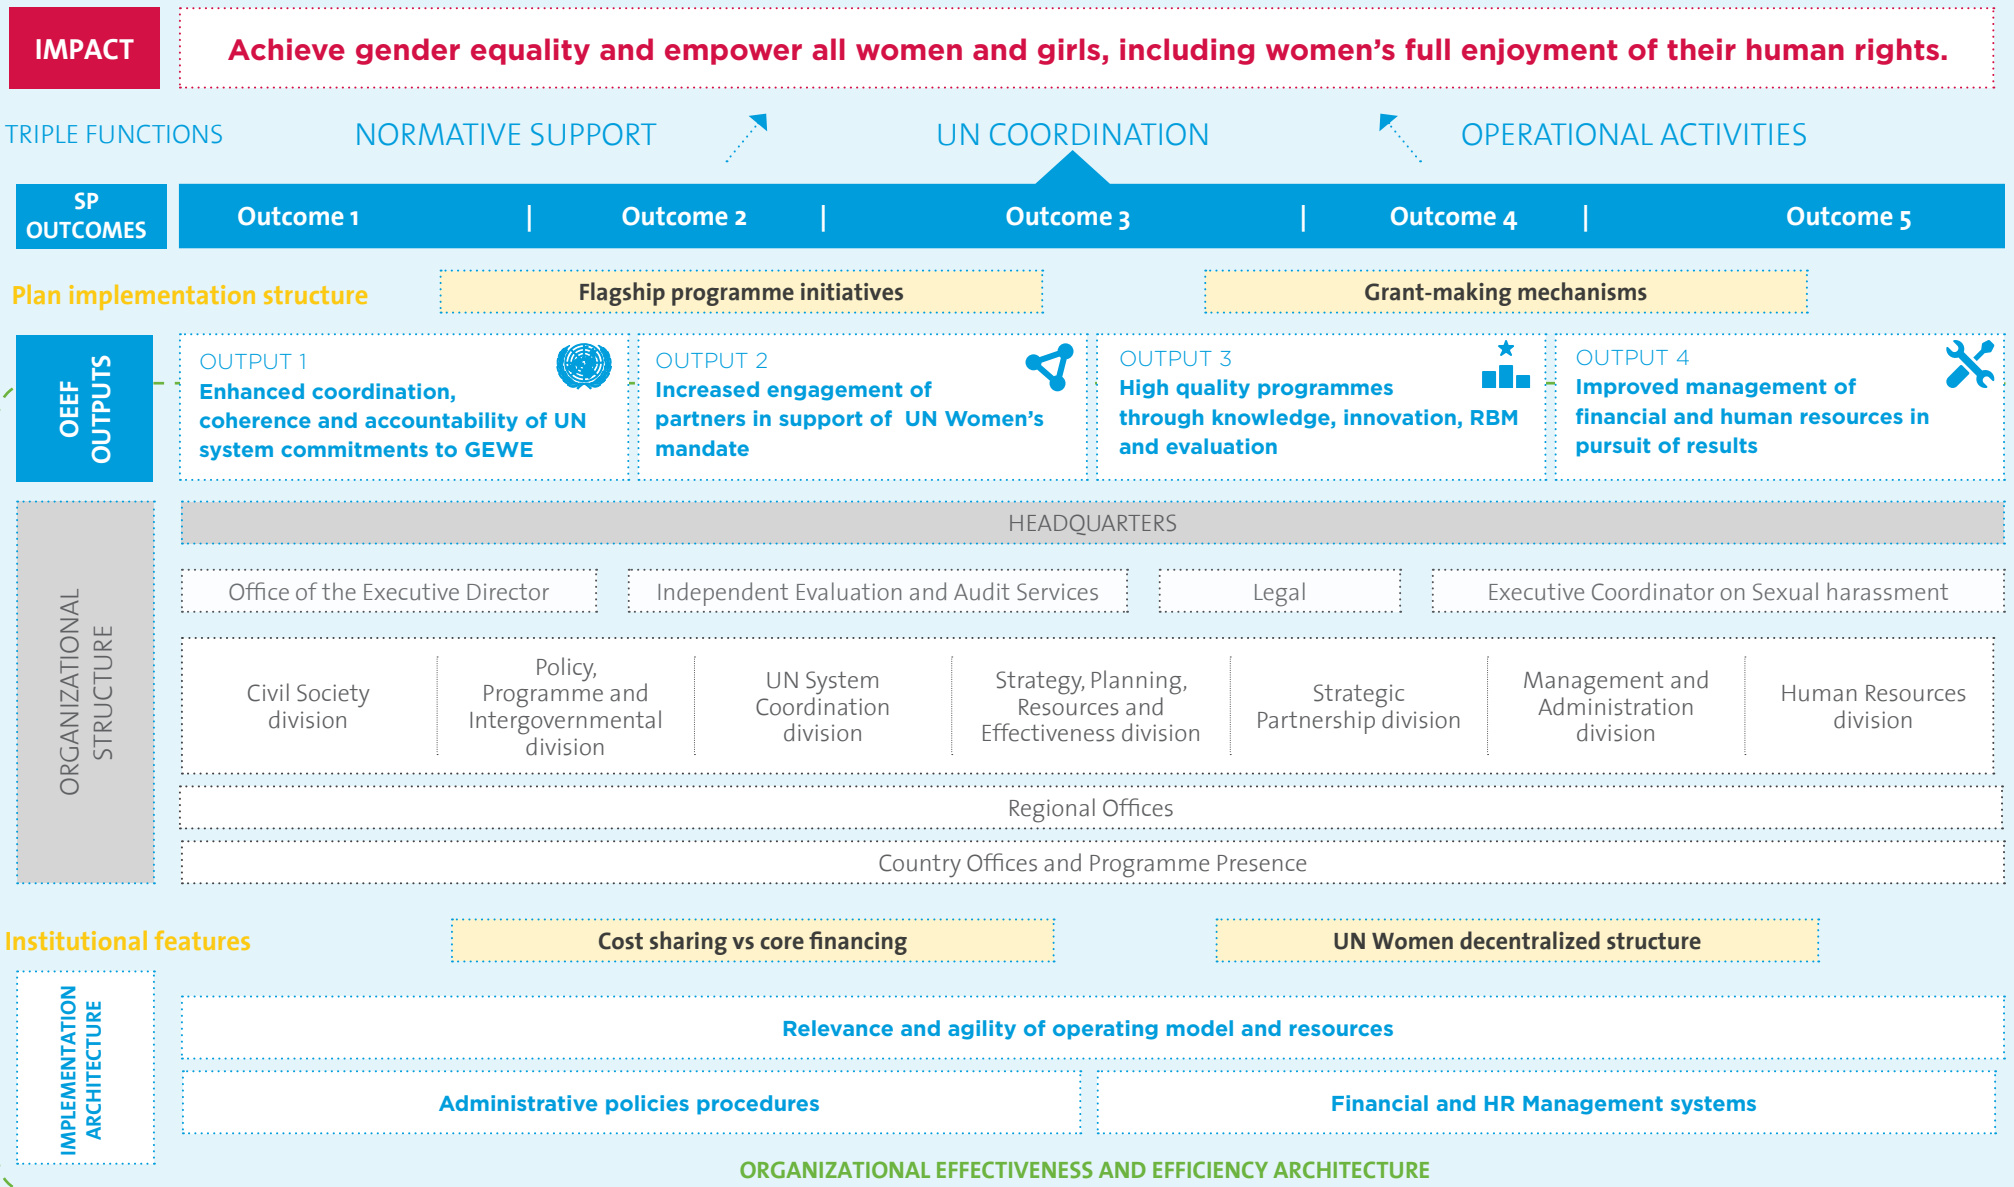 IMPACT
Achieve gender equality and empower all women and girls, including women's full enjoyment of their human rights.
TRIPLE FUNCTIONS
NORMATIVE SUPPORT
UN COORDINATION
OPERATIONAL ACTIVITIES
SP
OUTCOMES
Outcome 1 | Outcome 2 | Outcome 3 | Outcome 4 | Outcome 5
Plan implementation structure
Flagship programme initiatives
Grant-making mechanisms
OEEF
OUTPUTS
OUTPUT 1
Enhanced coordination,
coherence and accountability of UN
system commitments to GEWE
OUTPUT 2
Increased engagement of
partners in support of UN Women's
mandate
OUTPUT 3
High quality programmes
through knowledge, innovation, RBM
and evaluation
OUTPUT 4
Improved management of
financial and human resources in
pursuit of results
ORGANIZATIONAL
STRUCTURE
HEADQUARTERS
Office of the Executive Director
Independent Evaluation and Audit Services
Legal
Executive Coordinator on Sexual harassment
Civil Society
division
Policy,
Programme and
Intergovernmental
division
UN System
Coordination
division
Strategy, Planning,
Resources and
Effectiveness division
Strategic
Partnership division
Management and
Administration
division
Human Resources
division
Regional Offices
Country Offices and Programme Presence
Institutional features
Cost sharing vs core financing
UN Women decentralized structure
IMPLEMENTATION
ARCHITECTURE
Relevance and agility of operating model and resources
Administrative policies procedures
Financial and HR Management systems
ORGANIZATIONAL EFFECTIVENESS AND EFFICIENCY ARCHITECTURE